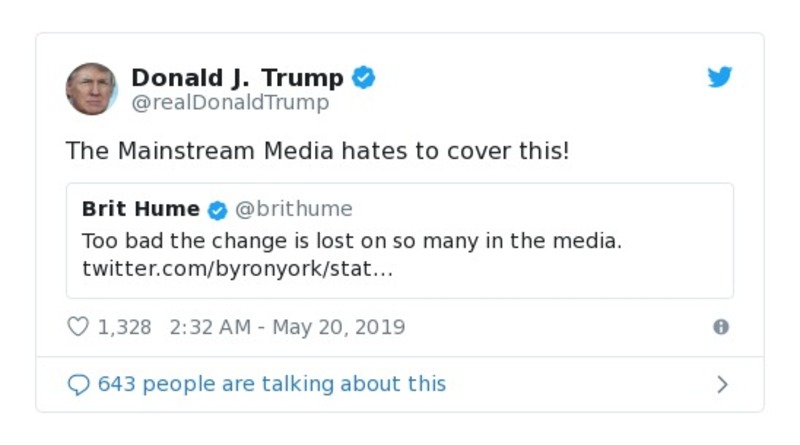 Donald J. Trump
@realDonaldTrump
The Mainstream Media hates to cover this!
Brit Hume @brithume
Too bad the change is lost on so many in the media.
twitter.com/byronyork/stat…
1,328 2:32 AM - May 20, 2019
643 people are talking about this